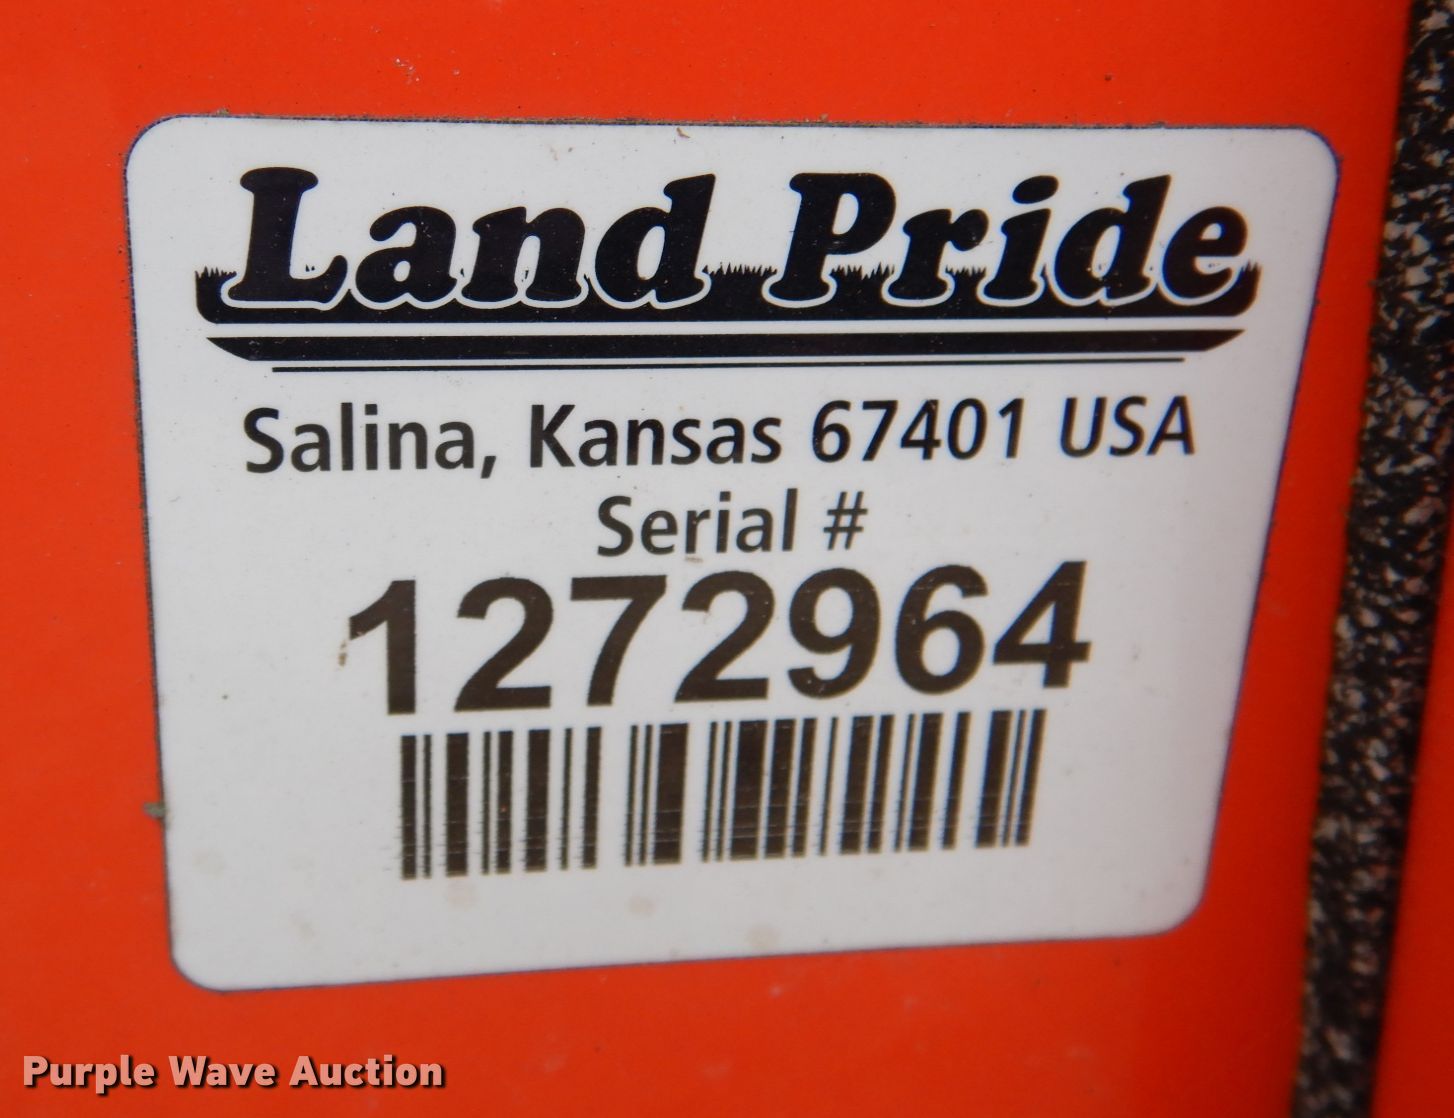 Land Pride
Salina, Kansas 67401 USA
Serial #
1272964
Purple Wave Auction